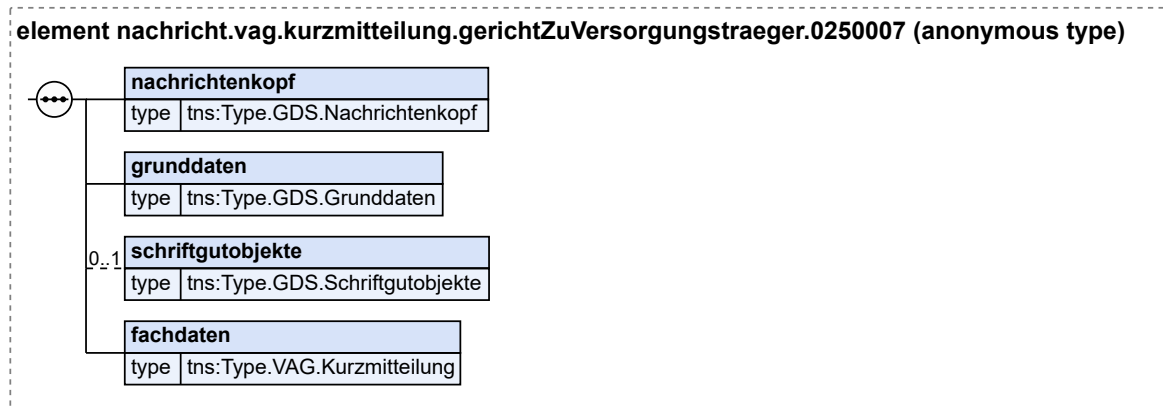 element nachricht.vag.kurzmitteilung.gerichtZuVersorgungstraeger.0250007 (anonymous type)
nachrichtenkopf
type tns:Type.GDS.Nachrichtenkopf
grunddaten
type tns:Type.GDS.Grunddaten
0..1 schriftgutobjekte
type tns:Type.GDS.Schriftgutobjekte
fachdaten
type tns:Type.VAG.Kurzmitteilung